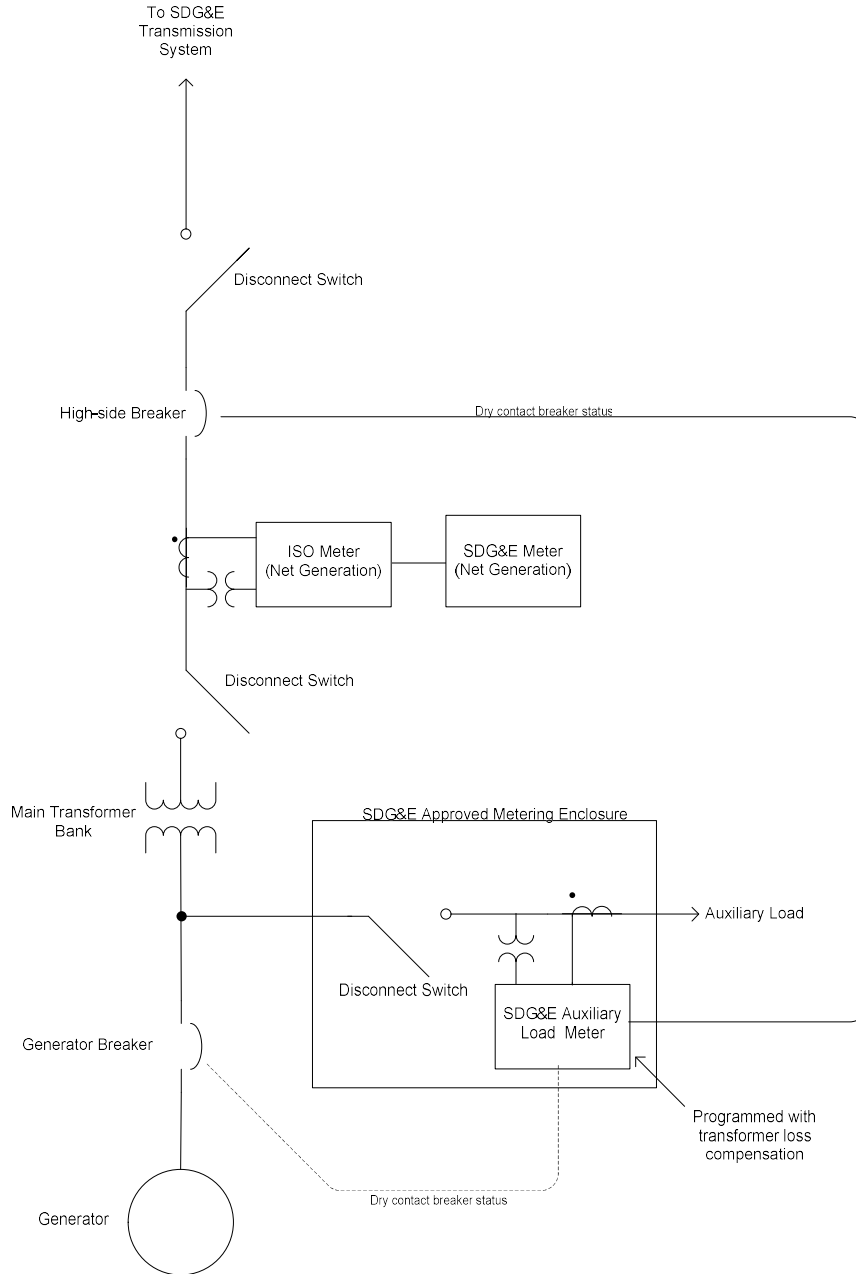 To SDG&E
Transmission
System
Disconnect Switch
High-side Breaker
Dry contact breaker status
ISO Meter
(Net Generation)
SDG&E Meter
(Net Generation)
Disconnect Switch
Main Transformer
Bank
SDG&E Approved Metering Enclosure
Auxiliary Load
Disconnect Switch
SDG&E Auxiliary
Load Meter
Generator Breaker
Programmed with
transformer loss
compensation
Dry contact breaker status
Generator